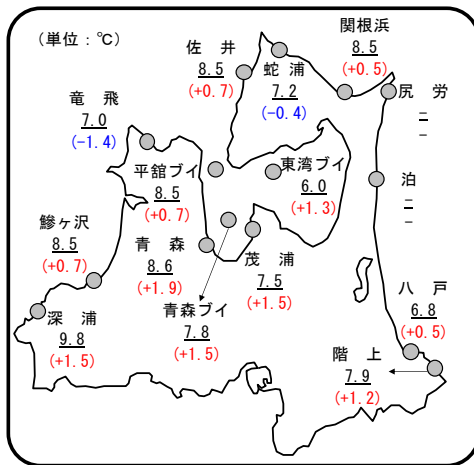 (単位：℃)
関根浜
8.5
(+0.5)
佐井
8.5
(+0.7)
蛇浦
7.2
(−0.4)
尻労
－－
－
竜飛
7.0
(−1.4)
平舘ブイ
8.5
(+0.7)
東湾ブイ
6.0
(+1.3)
泊
－－
－
鰺ヶ沢
8.5
(+0.7)
青森
8.6
(+1.9)
茂浦
7.5
(+1.5)
青森ブイ
7.8
(+1.5)
深浦
9.8
(+1.5)
八戸
6.8
(+0.5)
階上
7.9
(+1.2)